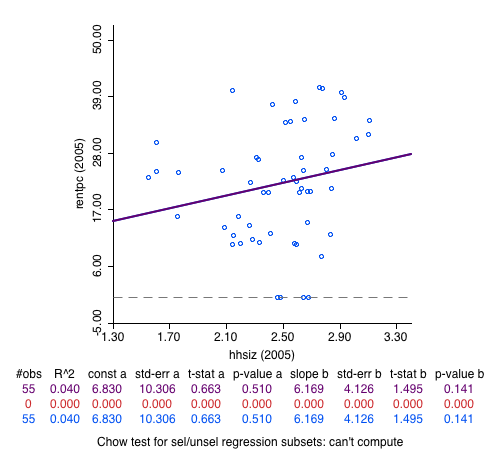 50.00
39.00
28.00
rentpc (2005)
17.00
6.00
-5.00
1.30 1.70 2.10 2.50 2.90 3.30
hhsiz (2005)
#obs R^2 const a std-err a t-stat a p-value a slope b std-err b t-stat b p-value b
55 0.040 6.830 10.306 0.663 0.510 6.169 4.126 1.495 0.141
0 0.000 0.000 0.000 0.000 0.000 0.000 0.000 0.000 0.000
55 0.040 6.830 10.306 0.663 0.510 6.169 4.126 1.495 0.141
Chow test for sel/unsel regression subsets: can't compute